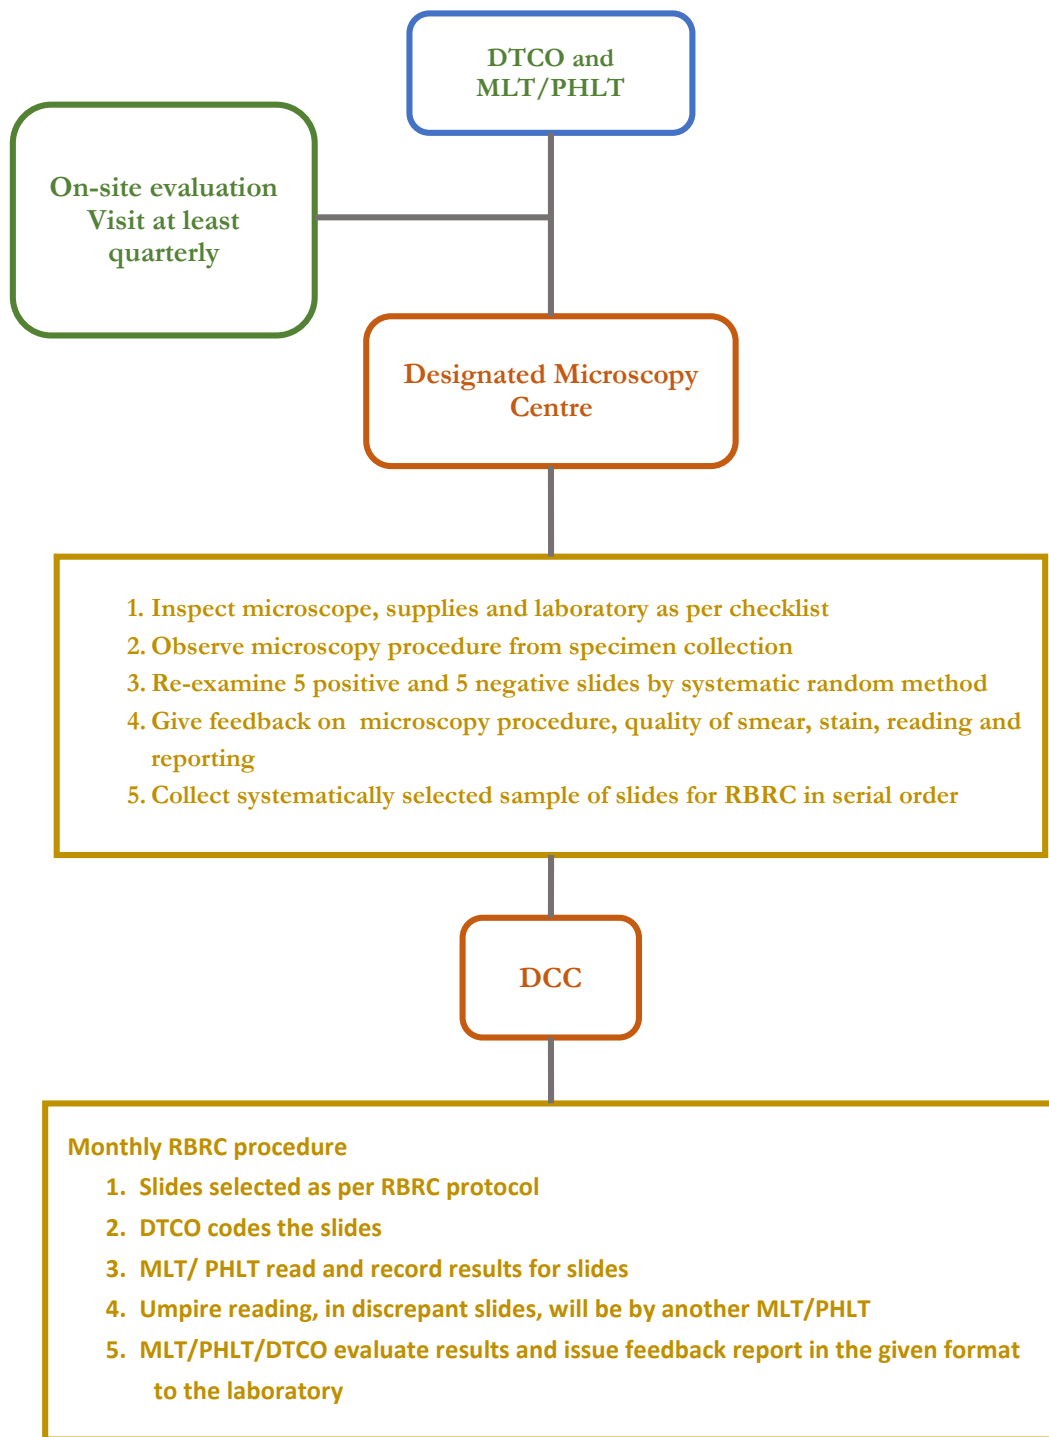 DTCO and
MLT/PHLT
On-site evaluation
Visit at least
quarterly
Designated Microscopy
Centre
1. Inspect microscope, supplies and laboratory as per checklist
2. Observe microscopy procedure from specimen collection
3. Re-examine 5 positive and 5 negative slides by systematic random method
4. Give feedback on microscopy procedure, quality of smear, stain, reading and
reporting
5. Collect systematically selected sample of slides for RBRC in serial order
DCC
Monthly RBRC procedure
1. Slides selected as per RBRC protocol
2. DTCO codes the slides
3. MLT/ PHLT read and record results for slides
4. Umpire reading, in discrepant slides, will be by another MLT/PHLT
5. MLT/PHLT/DTCO evaluate results and issue feedback report in the given format
to the laboratory